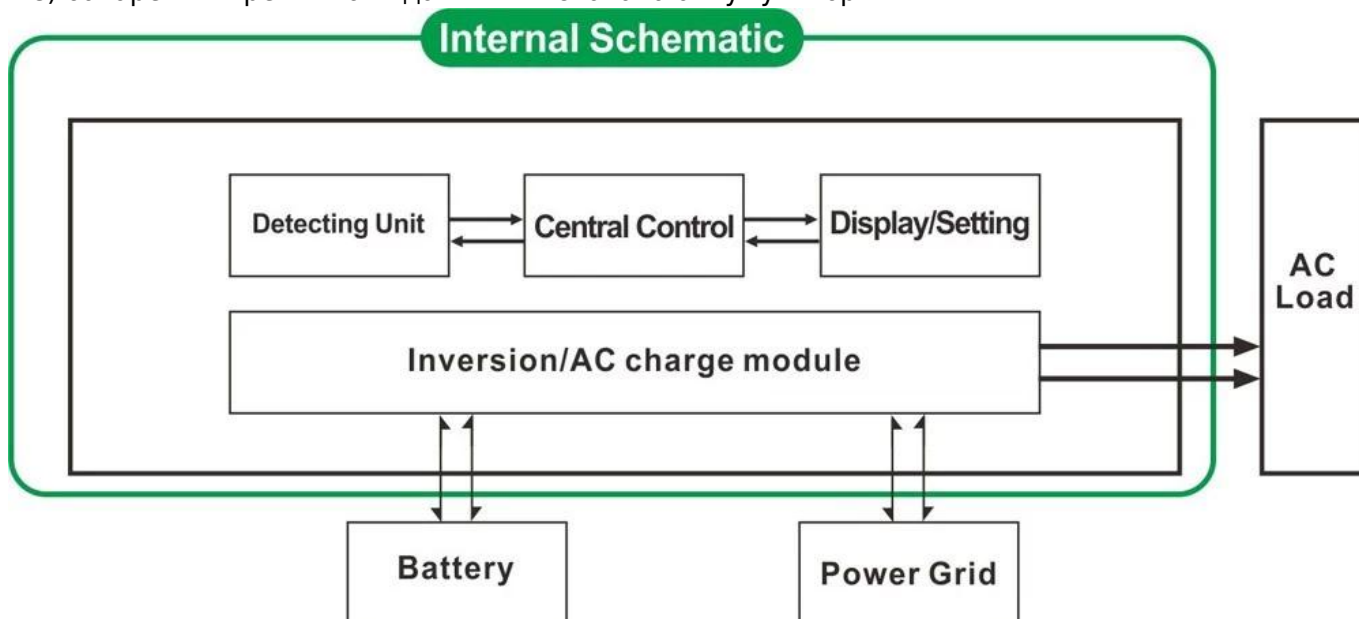 Internal Schematic
Detecting Unit
Central Control
Display/Setting
AC
Load
Inversion/AC charge module
Battery
Power Grid